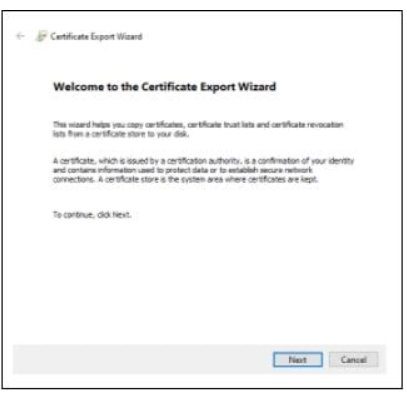 Certificate Export Wizard
Welcome to the Certificate Export Wizard
This wizard helps you copy certificates, certificate trust lists and certificate revocation
lists from a certificate store to your disk.
A certificate, which is issued by a certification authority, is a confirmation of your identity
and contains information used to protect data or to establish secure network
connections. A certificate store is the system area where certificates are kept.
To continue, click Next.
Next Cancel